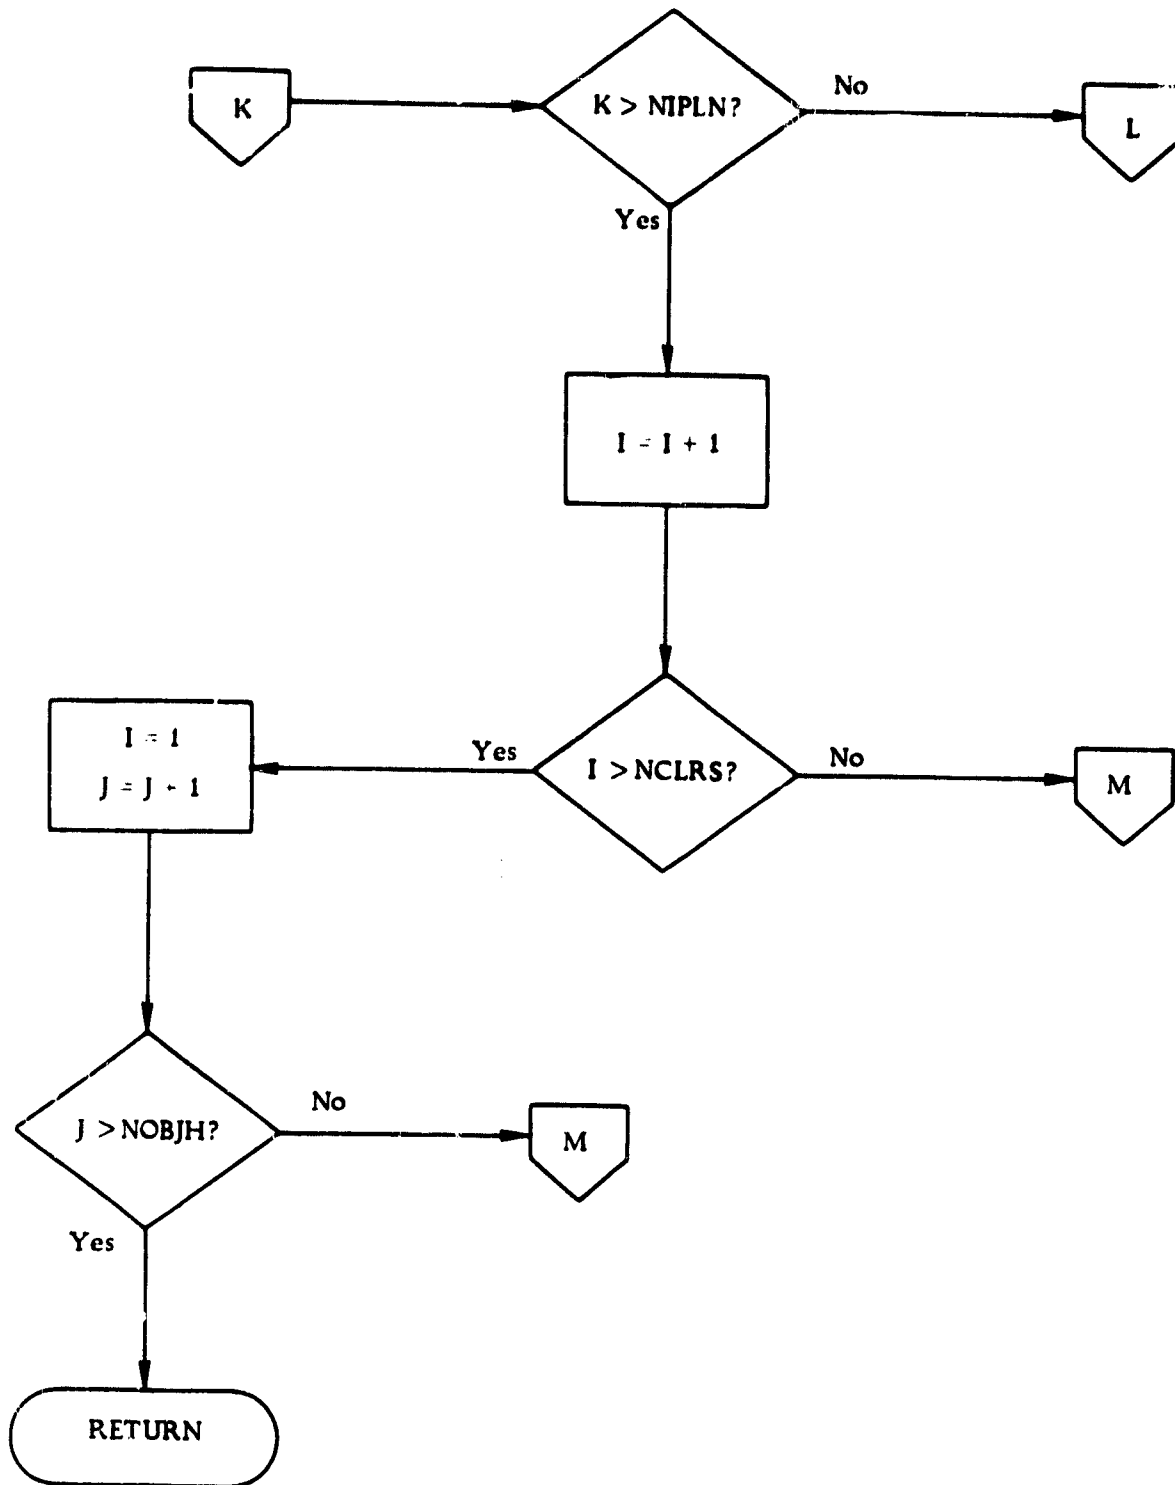 K
K > NIPLN?
No
L
Yes
I = I + 1
I = 1
J = J + 1
Yes
I > NCLRS?
No
M
J > NOBJH?
No
M
Yes
RETURN